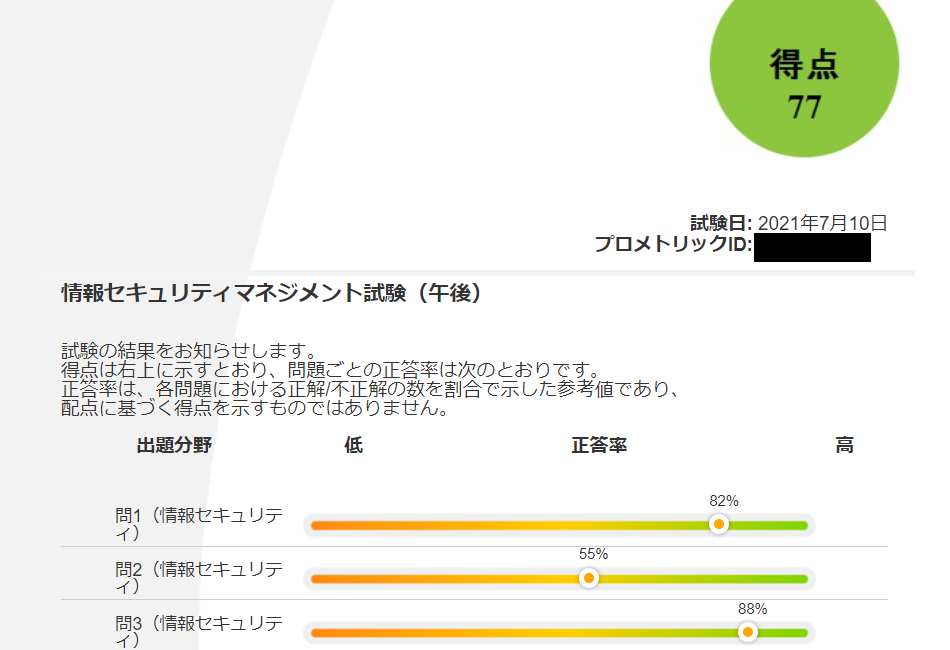 得点
77
試験日: 2021年7月10日
プロメトリックID:
情報セキュリティマネジメント試験（午後）
試験の結果をお知らせします。
得点は右上に示すとおり、問題ごとの正答率は次のとおりです。
正答率は、各問題における正解/不正解の数を割合で示した参考値であり、
配点に基づく得点を示すものではありません。
出題分野 低 正答率 高
82%
問1（情報セキュリテ
ィ）
55%
問2（情報セキュリテ
ィ）
88%
問3（情報セキュリテ
ィ）